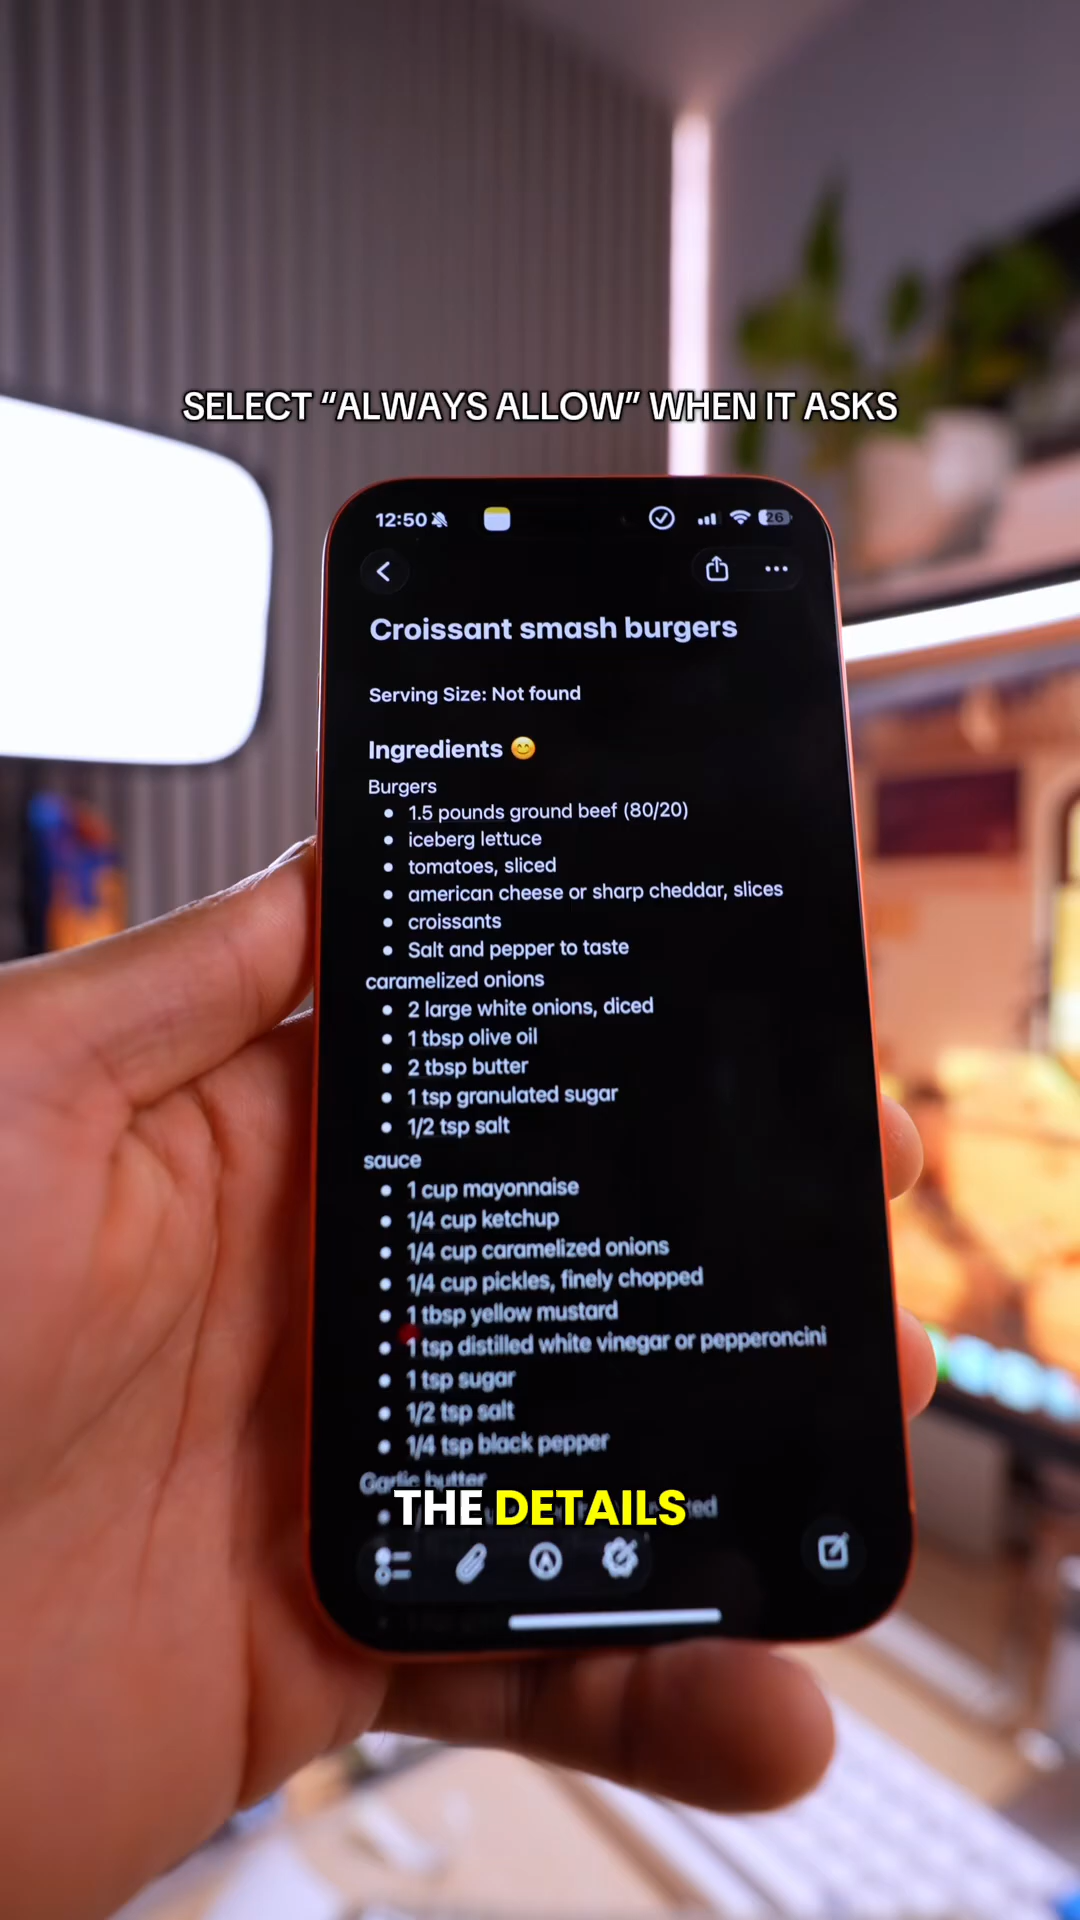 SELECT “ALWAYS ALLOW” WHEN IT ASKS
12:50
26
Croissant smash burgers
Serving Size: Not found
Ingredients 😊
Burgers
• 1.5 pounds ground beef (80/20)
• iceberg lettuce
• tomatoes, sliced
• american cheese or sharp cheddar, slices
• croissants
• Salt and pepper to taste
caramelized onions
• 2 large white onions, diced
• 1 tbsp olive oil
• 2 tbsp butter
• 1 tsp granulated sugar
• 1/2 tsp salt
sauce
• 1 cup mayonnaise
• 1/4 cup ketchup
• 1/4 cup caramelized onions
• 1/4 cup pickles, finely chopped
• 1 tbsp yellow mustard
• 1 tsp distilled white vinegar or pepperoncini
• 1 tsp sugar
• 1/2 tsp salt
• 1/4 tsp black pepper
Garlic butter
THE DETAILS